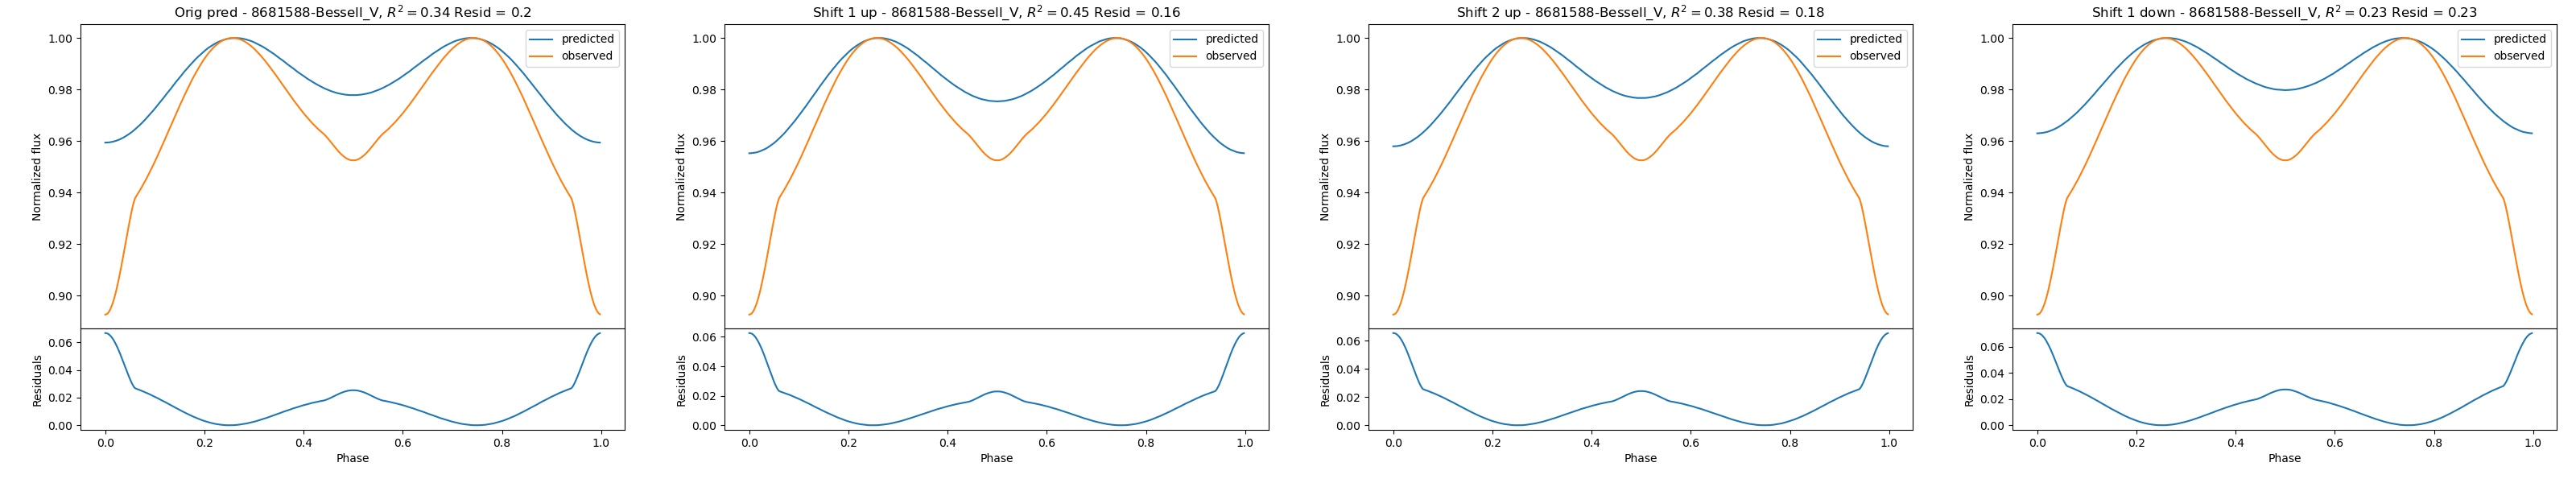 Orig pred - 8681588-Bessell_V, R² = 0.34 Resid = 0.2
1.00
0.98
0.96
0.94
0.92
0.90
Normalized flux
predicted
observed
0.06
0.04
0.02
0.00
Residuals
0.0 0.2 0.4 0.6 0.8 1.0
Phase
Shift 1 up - 8681588-Bessell_V, R² = 0.45 Resid = 0.16
1.00
0.98
0.96
0.94
0.92
0.90
Normalized flux
predicted
observed
0.06
0.04
0.02
0.00
Residuals
0.0 0.2 0.4 0.6 0.8 1.0
Phase
Shift 2 up - 8681588-Bessell_V, R² = 0.38 Resid = 0.18
1.00
0.98
0.96
0.94
0.92
0.90
Normalized flux
predicted
observed
0.06
0.04
0.02
0.00
Residuals
0.0 0.2 0.4 0.6 0.8 1.0
Phase
Shift 1 down - 8681588-Bessell_V, R² = 0.23 Resid = 0.23
1.00
0.98
0.96
0.94
0.92
0.90
Normalized flux
predicted
observed
0.06
0.04
0.02
0.00
Residuals
0.0 0.2 0.4 0.6 0.8 1.0
Phase